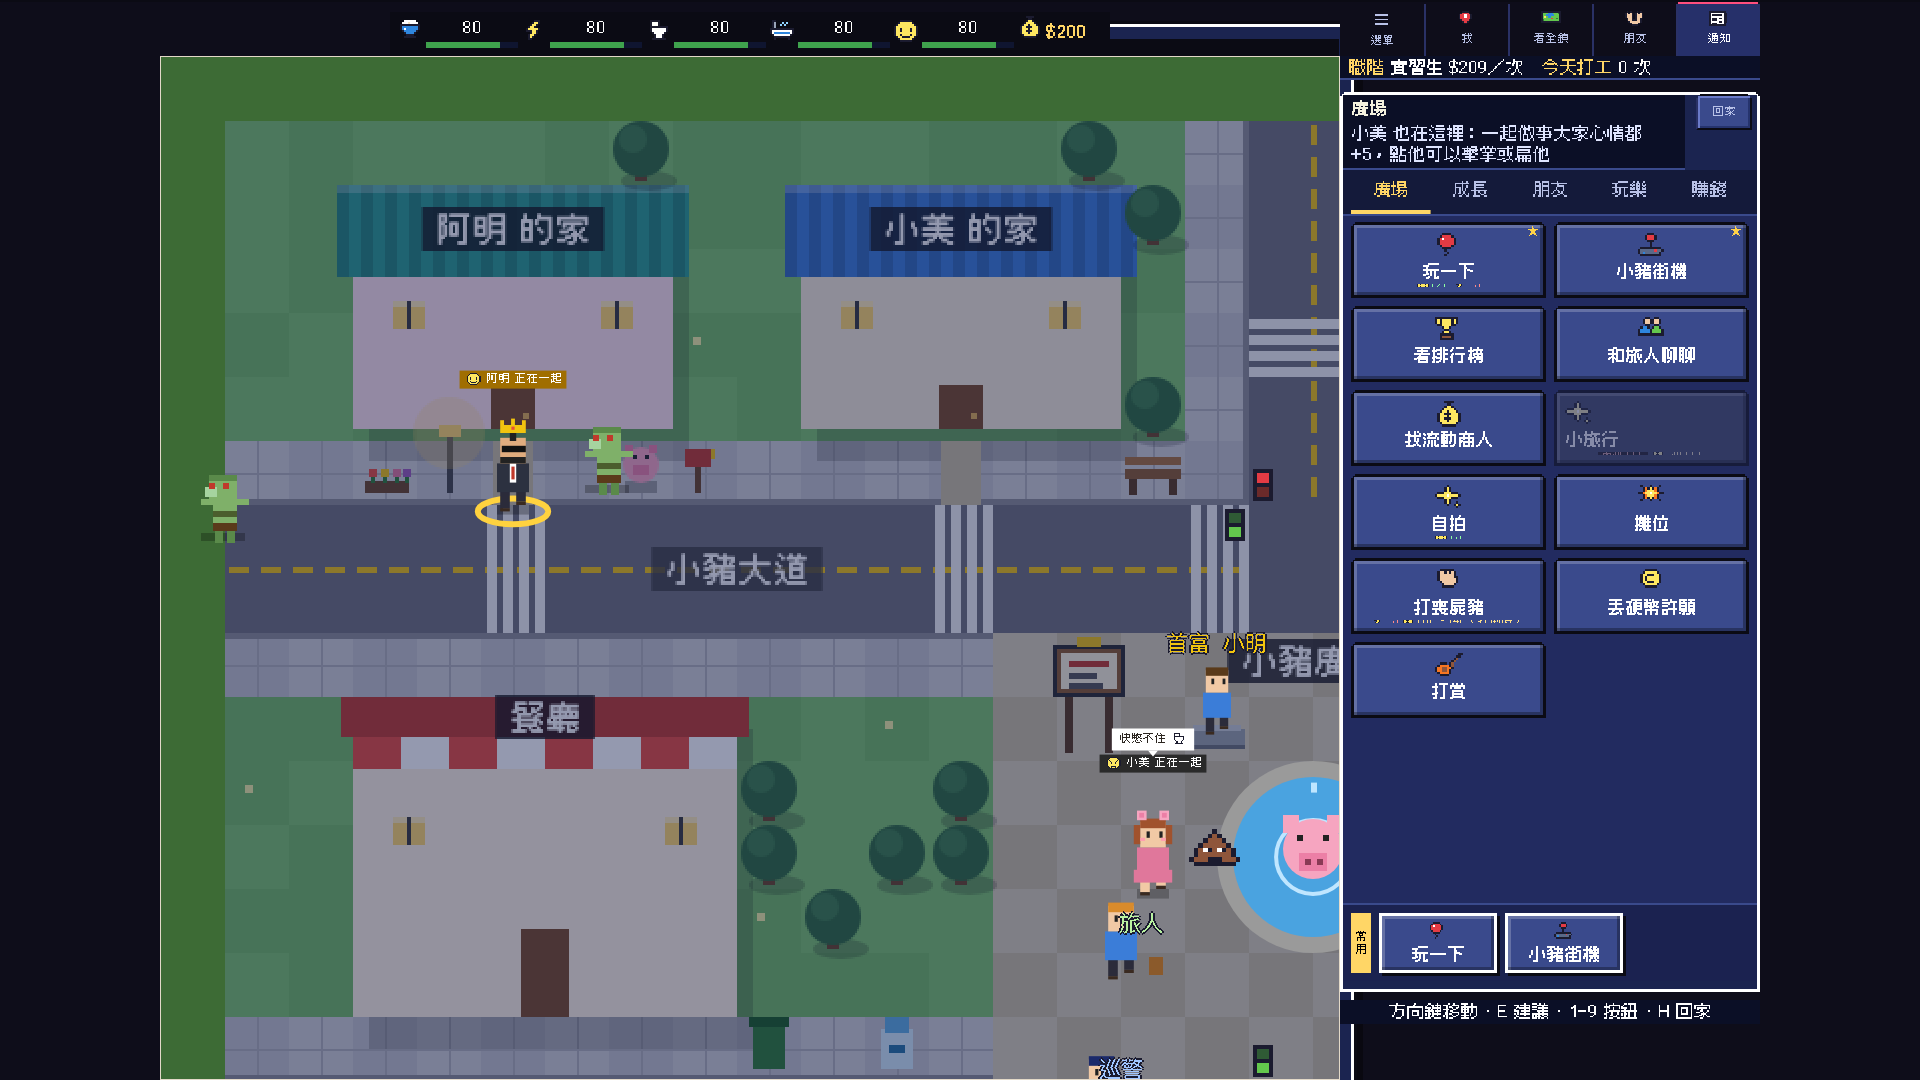 80
80
80
80
80
$200
選單
我
看全鎮
朋友
通知
職階 實習生 $209/次 今天打工 0 次
廣場
小美 也在這裡：一起做事大家心情都
+5，點他可以擊掌或扁他
回家
廣場
成長
朋友
玩樂
賺錢
玩一下
小豬街機
看排行榜
和旅人聊聊
找流動商人
小旅行
自拍
攤位
打喪屍豬
丟硬幣許願
打賞
常用
玩一下
小豬街機
方向鍵移動 · E 建議 · 1-9 按鈕 · H 回家
阿明 的家
小美 的家
阿明 正在一起
小豬大道
首富 小明
小豬廣
餐廳
快憋不住
小美 正在一起
旅人
巡警